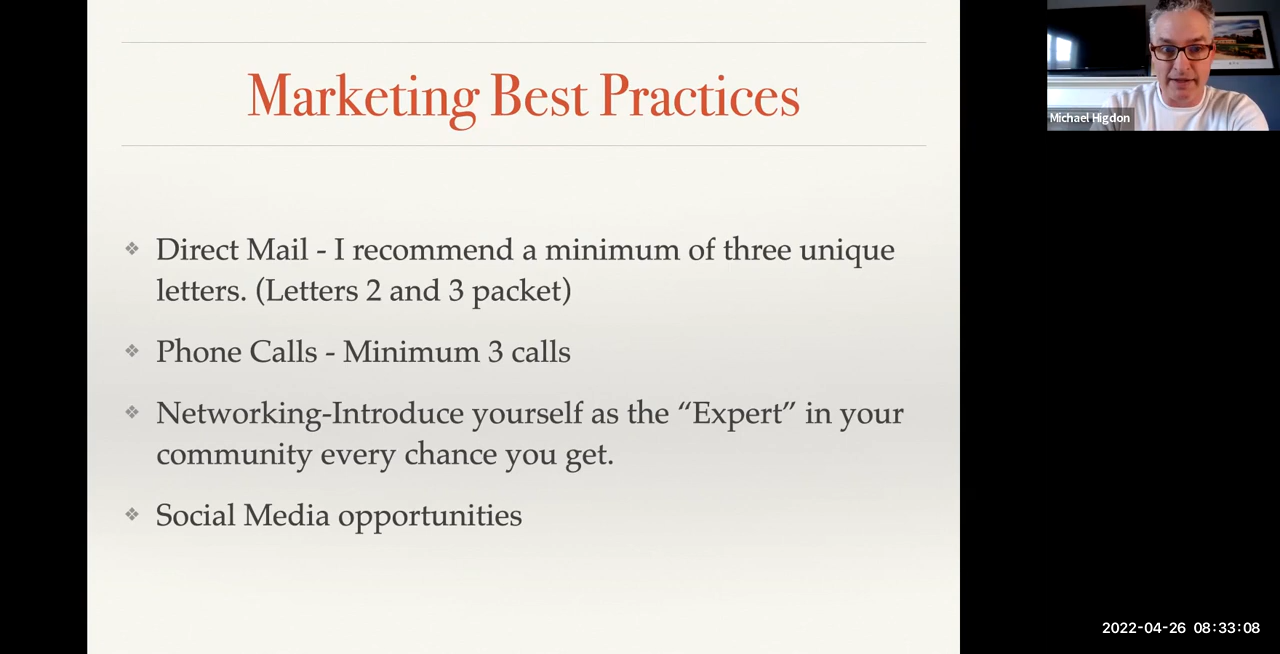 Marketing Best Practices
❖ Direct Mail - I recommend a minimum of three unique
letters. (Letters 2 and 3 packet)
❖ Phone Calls - Minimum 3 calls
❖ Networking-Introduce yourself as the “Expert” in your
community every chance you get.
❖ Social Media opportunities
Michael Higdon
2022-04-26 08:33:08